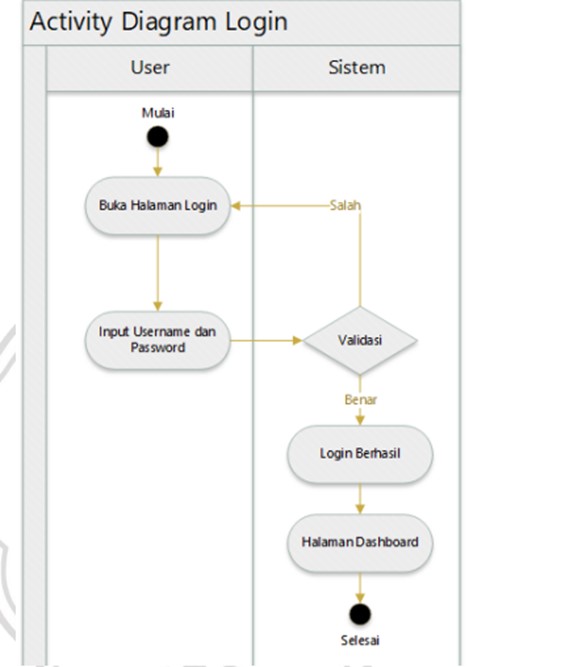 Activity Diagram Login
User
Sistem
Mulai
Buka Halaman Login
Salah
Input Username dan
Password
Validasi
Benar
Login Berhasil
Halaman Dashboard
Selesai